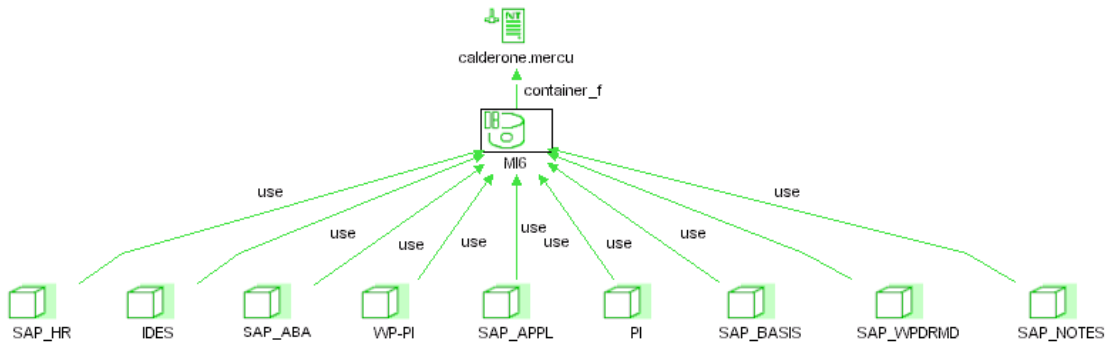 NT
calderone.mercu
container_f
MI6
use
use
use
use
use
use
use
use
use
SAP_HR
IDES
SAP_ABA
WP-PI
SAP_APPL
PI
SAP_BASIS
SAP_WPDRMD
SAP_NOTES